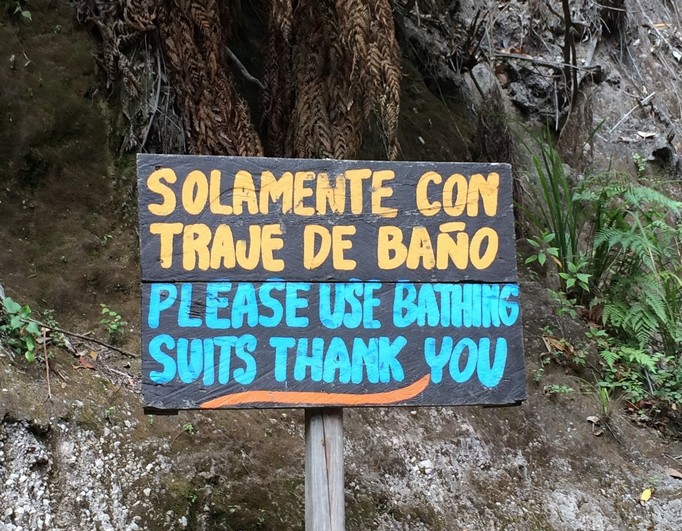 SOLAMENTE CON
TRAJE DE BAÑO
PLEASE USE BATHING
SUITS THANK YOU